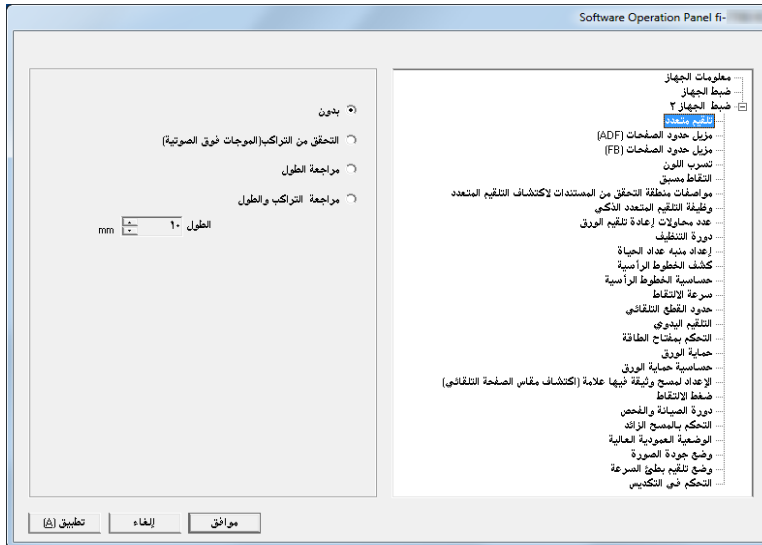 Software Operation Panel fi-
معلومات الجهاز
ضبط الجهاز
ضبط الجهاز ٢
تلقيم متعدد
مزيل حدود الصفحات (ADF)
مزيل حدود الصفحات (FB)
تسرب اللون
التقاط مسبق
مواصفات منطقة التحقق من المستندات لاكتشاف التلقيم المتعدد
وظيفة التلقيم المتعدد الذكي
عدد محاولات إعادة تلقيم الورق
دورة التنظيف
إعداد منبه عداد الحياة
كشف الخطوط الرأسية
حساسية الخطوط الرأسية
سرعة الالتقاط
حدود القطع التلقائي
التلقيم اليدوي
التحكم بمفتاح الطاقة
حماية الورق
حساسية حماية الورق
الإعداد لمسح وثيقة فيها علامة (اكتشاف مقاس الصفحة التلقائي)
ضغط الالتقاط
دورة الصيانة والفحص
التحكم بالمسح الزائد
الوضعية العمودية العالية
وضع جودة الصورة
وضع تلقيم بطئ السرعة
التحكم في التكديس
بدون
التحقق من التراكب(الموجات فوق الصوتية)
مراجعة الطول
مراجعة التراكب والطول
الطول ١٠ mm
موافق إلغاء تطبيق (A)